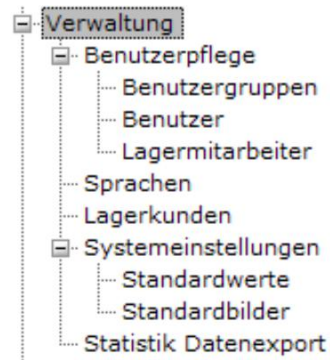 Verwaltung
Benutzerpflege
Benutzergruppen
Benutzer
Lagermitarbeiter
Sprachen
Lagerkunden
Systemeinstellungen
Standardwerte
Standardbilder
Statistik Datenexport